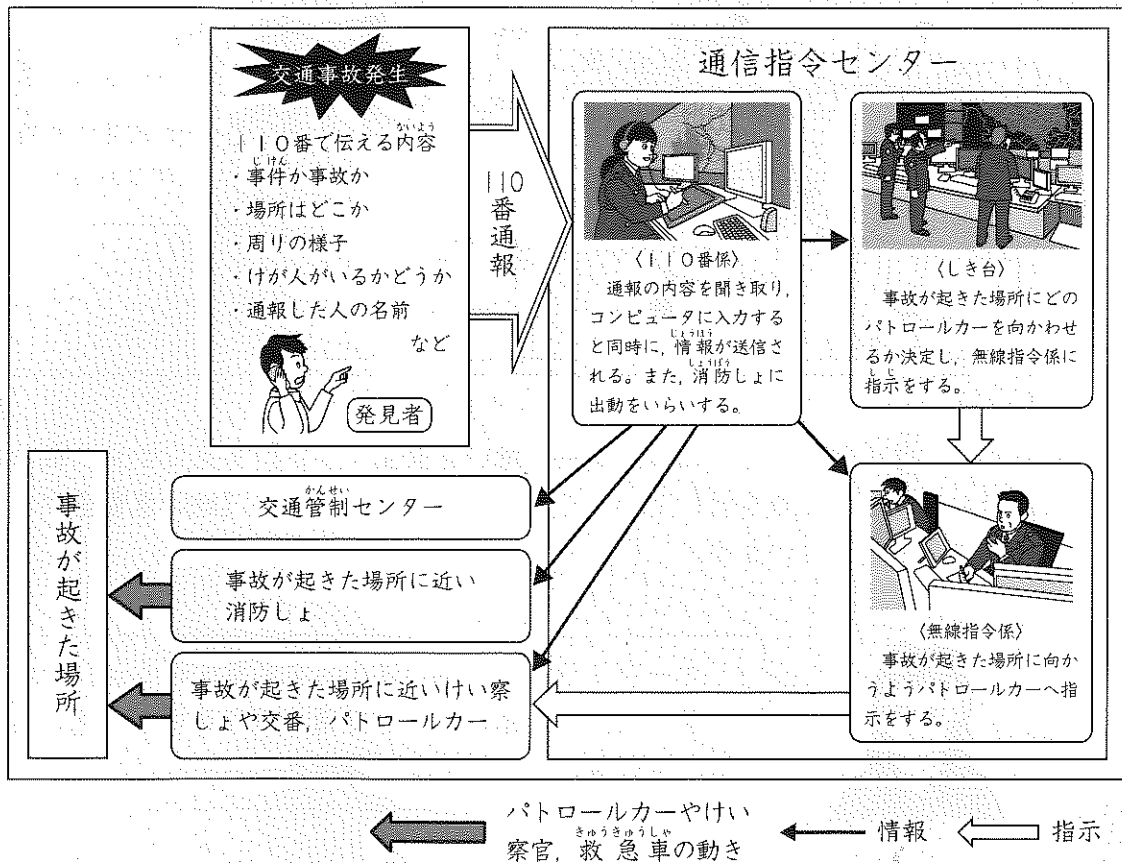 交通事故発生
110番で伝える内容
・事件か事故か
・場所はどこか
・周りの様子
・けが人がいるかどうか
・通報した人の名前
など
発見者
110番通報
通信指令センター
〈110番係〉
通報の内容を聞き取り,
コンピュータに入力する
と同時に,情報が送信さ
れる。また,消防しょに
出動をいらいする。
〈しき台〉
事故が起きた場所にどの
パトロールカーを向かわせ
るか決定し,無線指令係に
指示をする。
〈無線指令係〉
事故が起きた場所に向か
うようパトロールカーへ指
示をする。
交通管制センター
事故が起きた場所に近い
消防しょ
事故が起きた場所に近いけい察
しょや交番,パトロールカー
事故が起きた場所
パトロールカーやけい
察官,救急車の動き
情報
指示